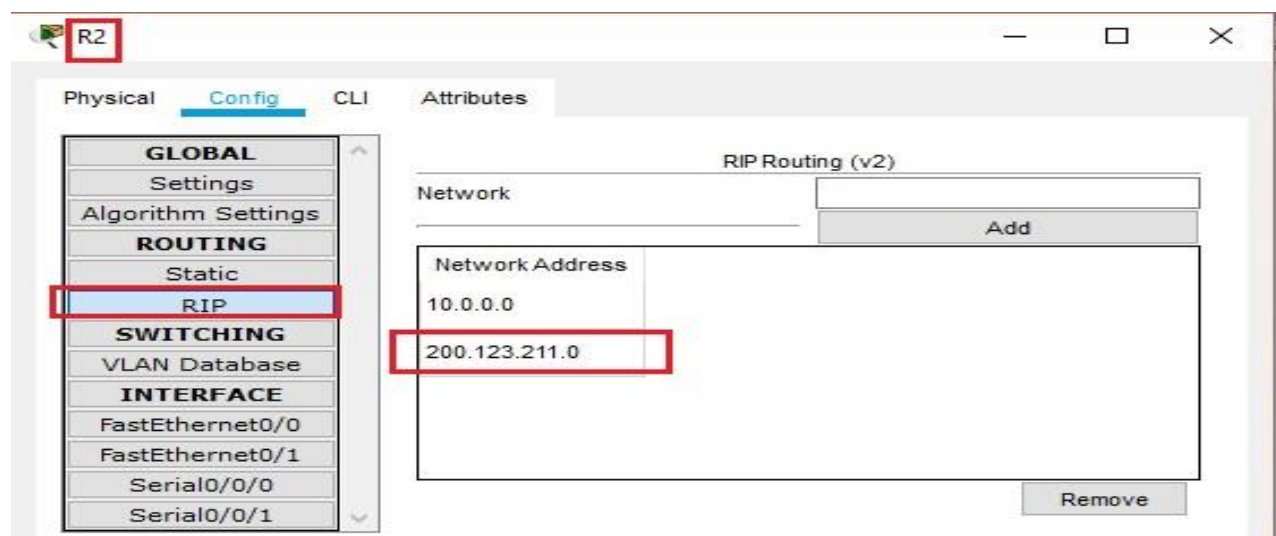 R2
Physical Config CLI Attributes
GLOBAL
Settings
Algorithm Settings
ROUTING
Static
RIP
SWITCHING
VLAN Database
INTERFACE
FastEthernet0/0
FastEthernet0/1
Serial0/0/0
Serial0/0/1
RIP Routing (v2)
Network
Add
Network Address
10.0.0.0
200.123.211.0
Remove